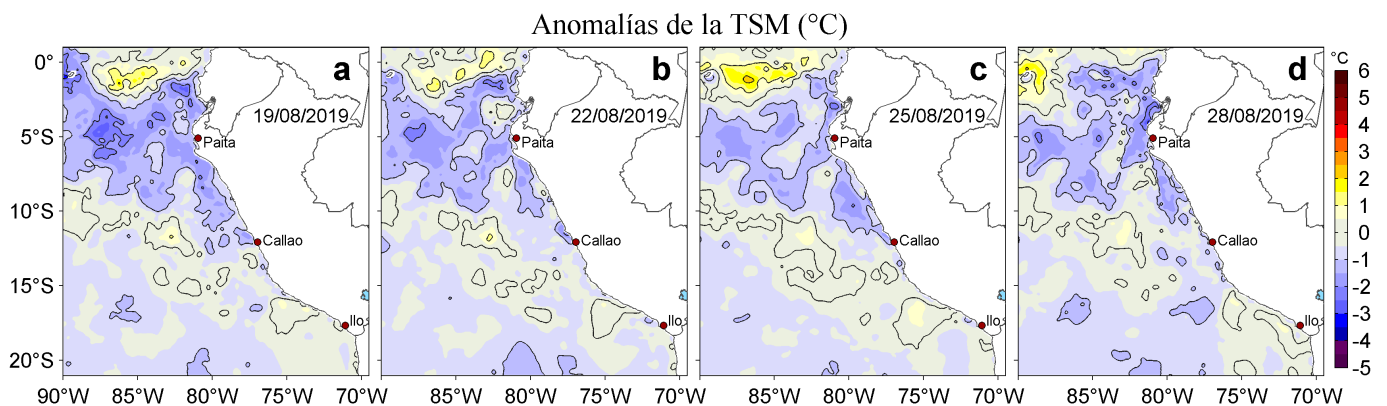 Anomalías de la TSM (°C)
a
b
c
d
°C
19/08/2019
22/08/2019
25/08/2019
28/08/2019
Paita
Paita
Paita
Paita
Callao
Callao
Callao
Callao
Ilo
Ilo
Ilo
Ilo
0°
5°S
10°S
15°S
20°S
90°W 85°W 80°W 75°W 70°W
85°W 80°W 75°W 70°W
85°W 80°W 75°W 70°W
85°W 80°W 75°W 70°W
6
5
4
3
2
1
0
-1
-2
-3
-4
-5